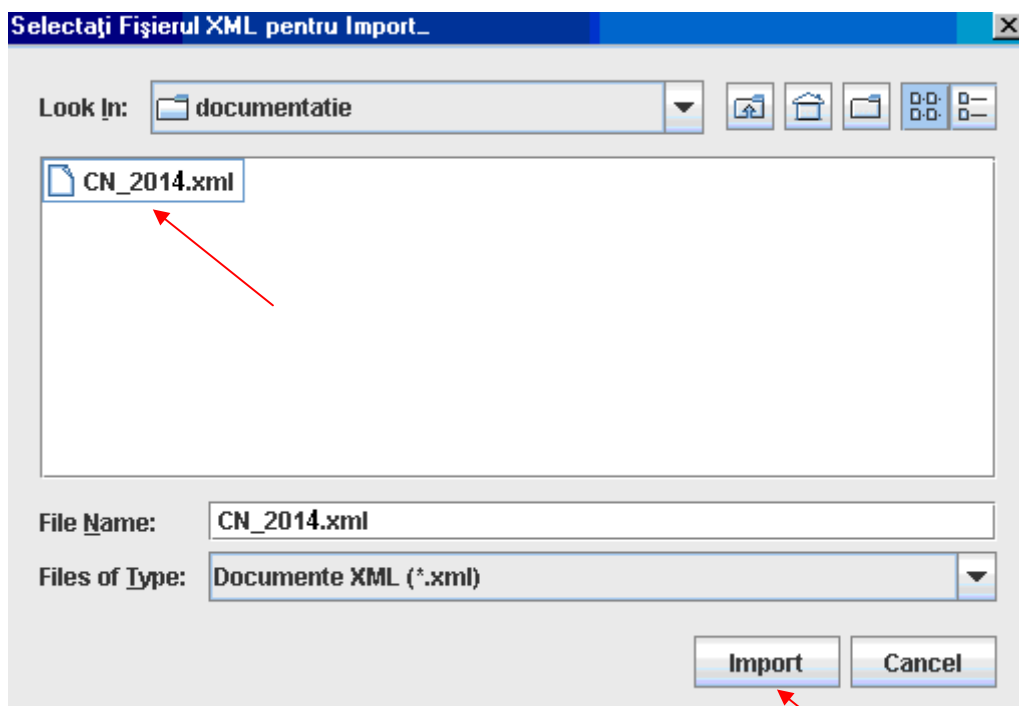 Selectaţi Fişierul XML pentru Import...
Look In: documentatie
CN_2014.xml
File Name: CN_2014.xml
Files of Type: Documente XML (*.xml)
Import Cancel